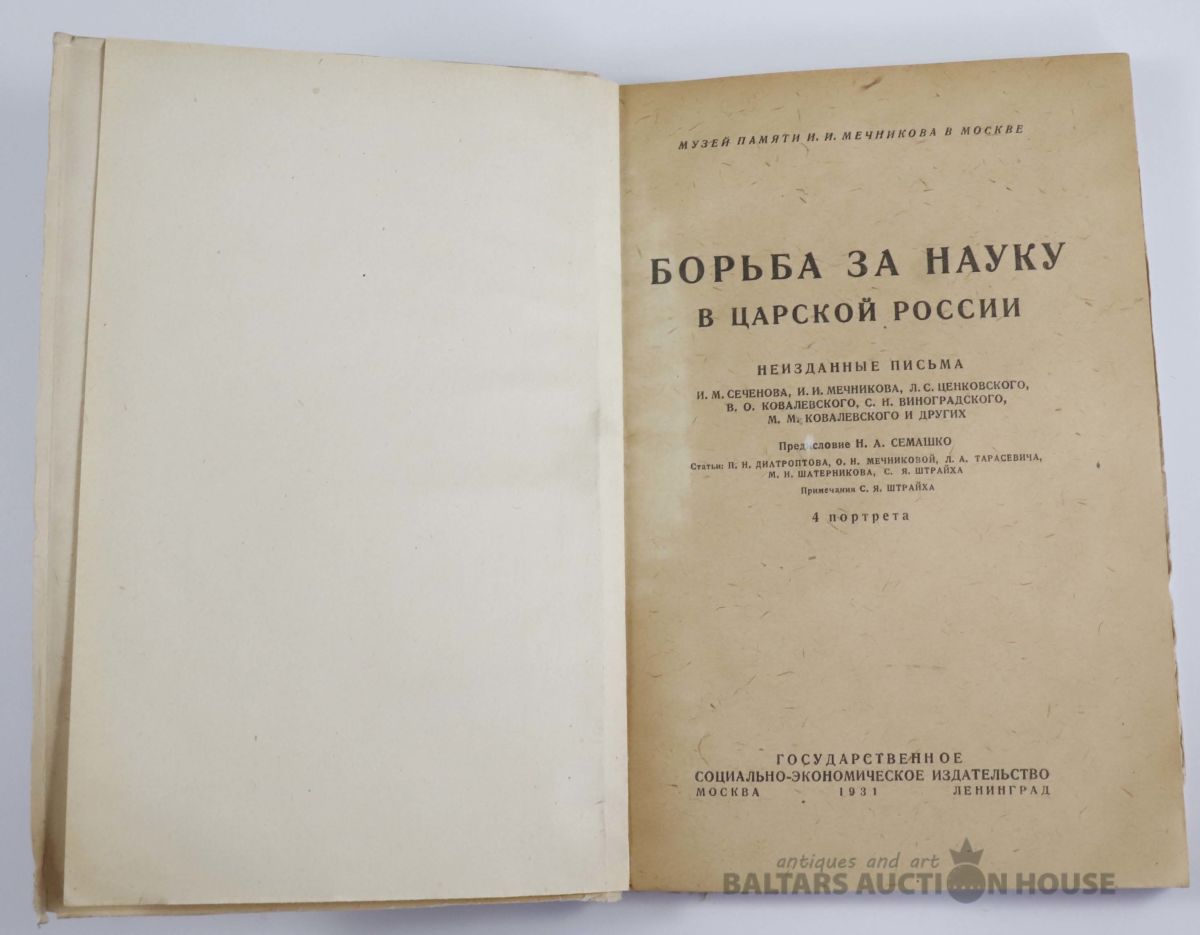 МУЗЕЙ ПАМЯТИ И. И. МЕЧНИКОВА В МОСКВЕ
БОРЬБА ЗА НАУКУ
В ЦАРСКОЙ РОССИИ
НЕИЗДАННЫЕ ПИСЬМА
И. М. СЕЧЕНОВА, И. И. МЕЧНИКОВА, Л. С. ЦЕНКОВСКОГО,
В. О. КОВАЛЕВСКОГО, С. Н. ВИНОГРАДСКОГО,
М. М. КОВАЛЕВСКОГО И ДРУГИХ
Предисловие Н. А. СЕМАШКО
Статьи: П. Н. ДИАТРОПТОВА, О. Н. МЕЧНИКОВОЙ, Л. А. ТАРАСЕВИЧА,
М. Н. ШАТЕРНИКОВА, С. Я. ШТРАЙХА
Примечания С. Я. ШТРАЙХА
4 портрета
ГОСУДАРСТВЕННОЕ
СОЦИАЛЬНО-ЭКОНОМИЧЕСКОЕ ИЗДАТЕЛЬСТВО
МОСКВА 1931 ЛЕНИНГРАД
antiques and art
BALTARS AUCTION HOUSE